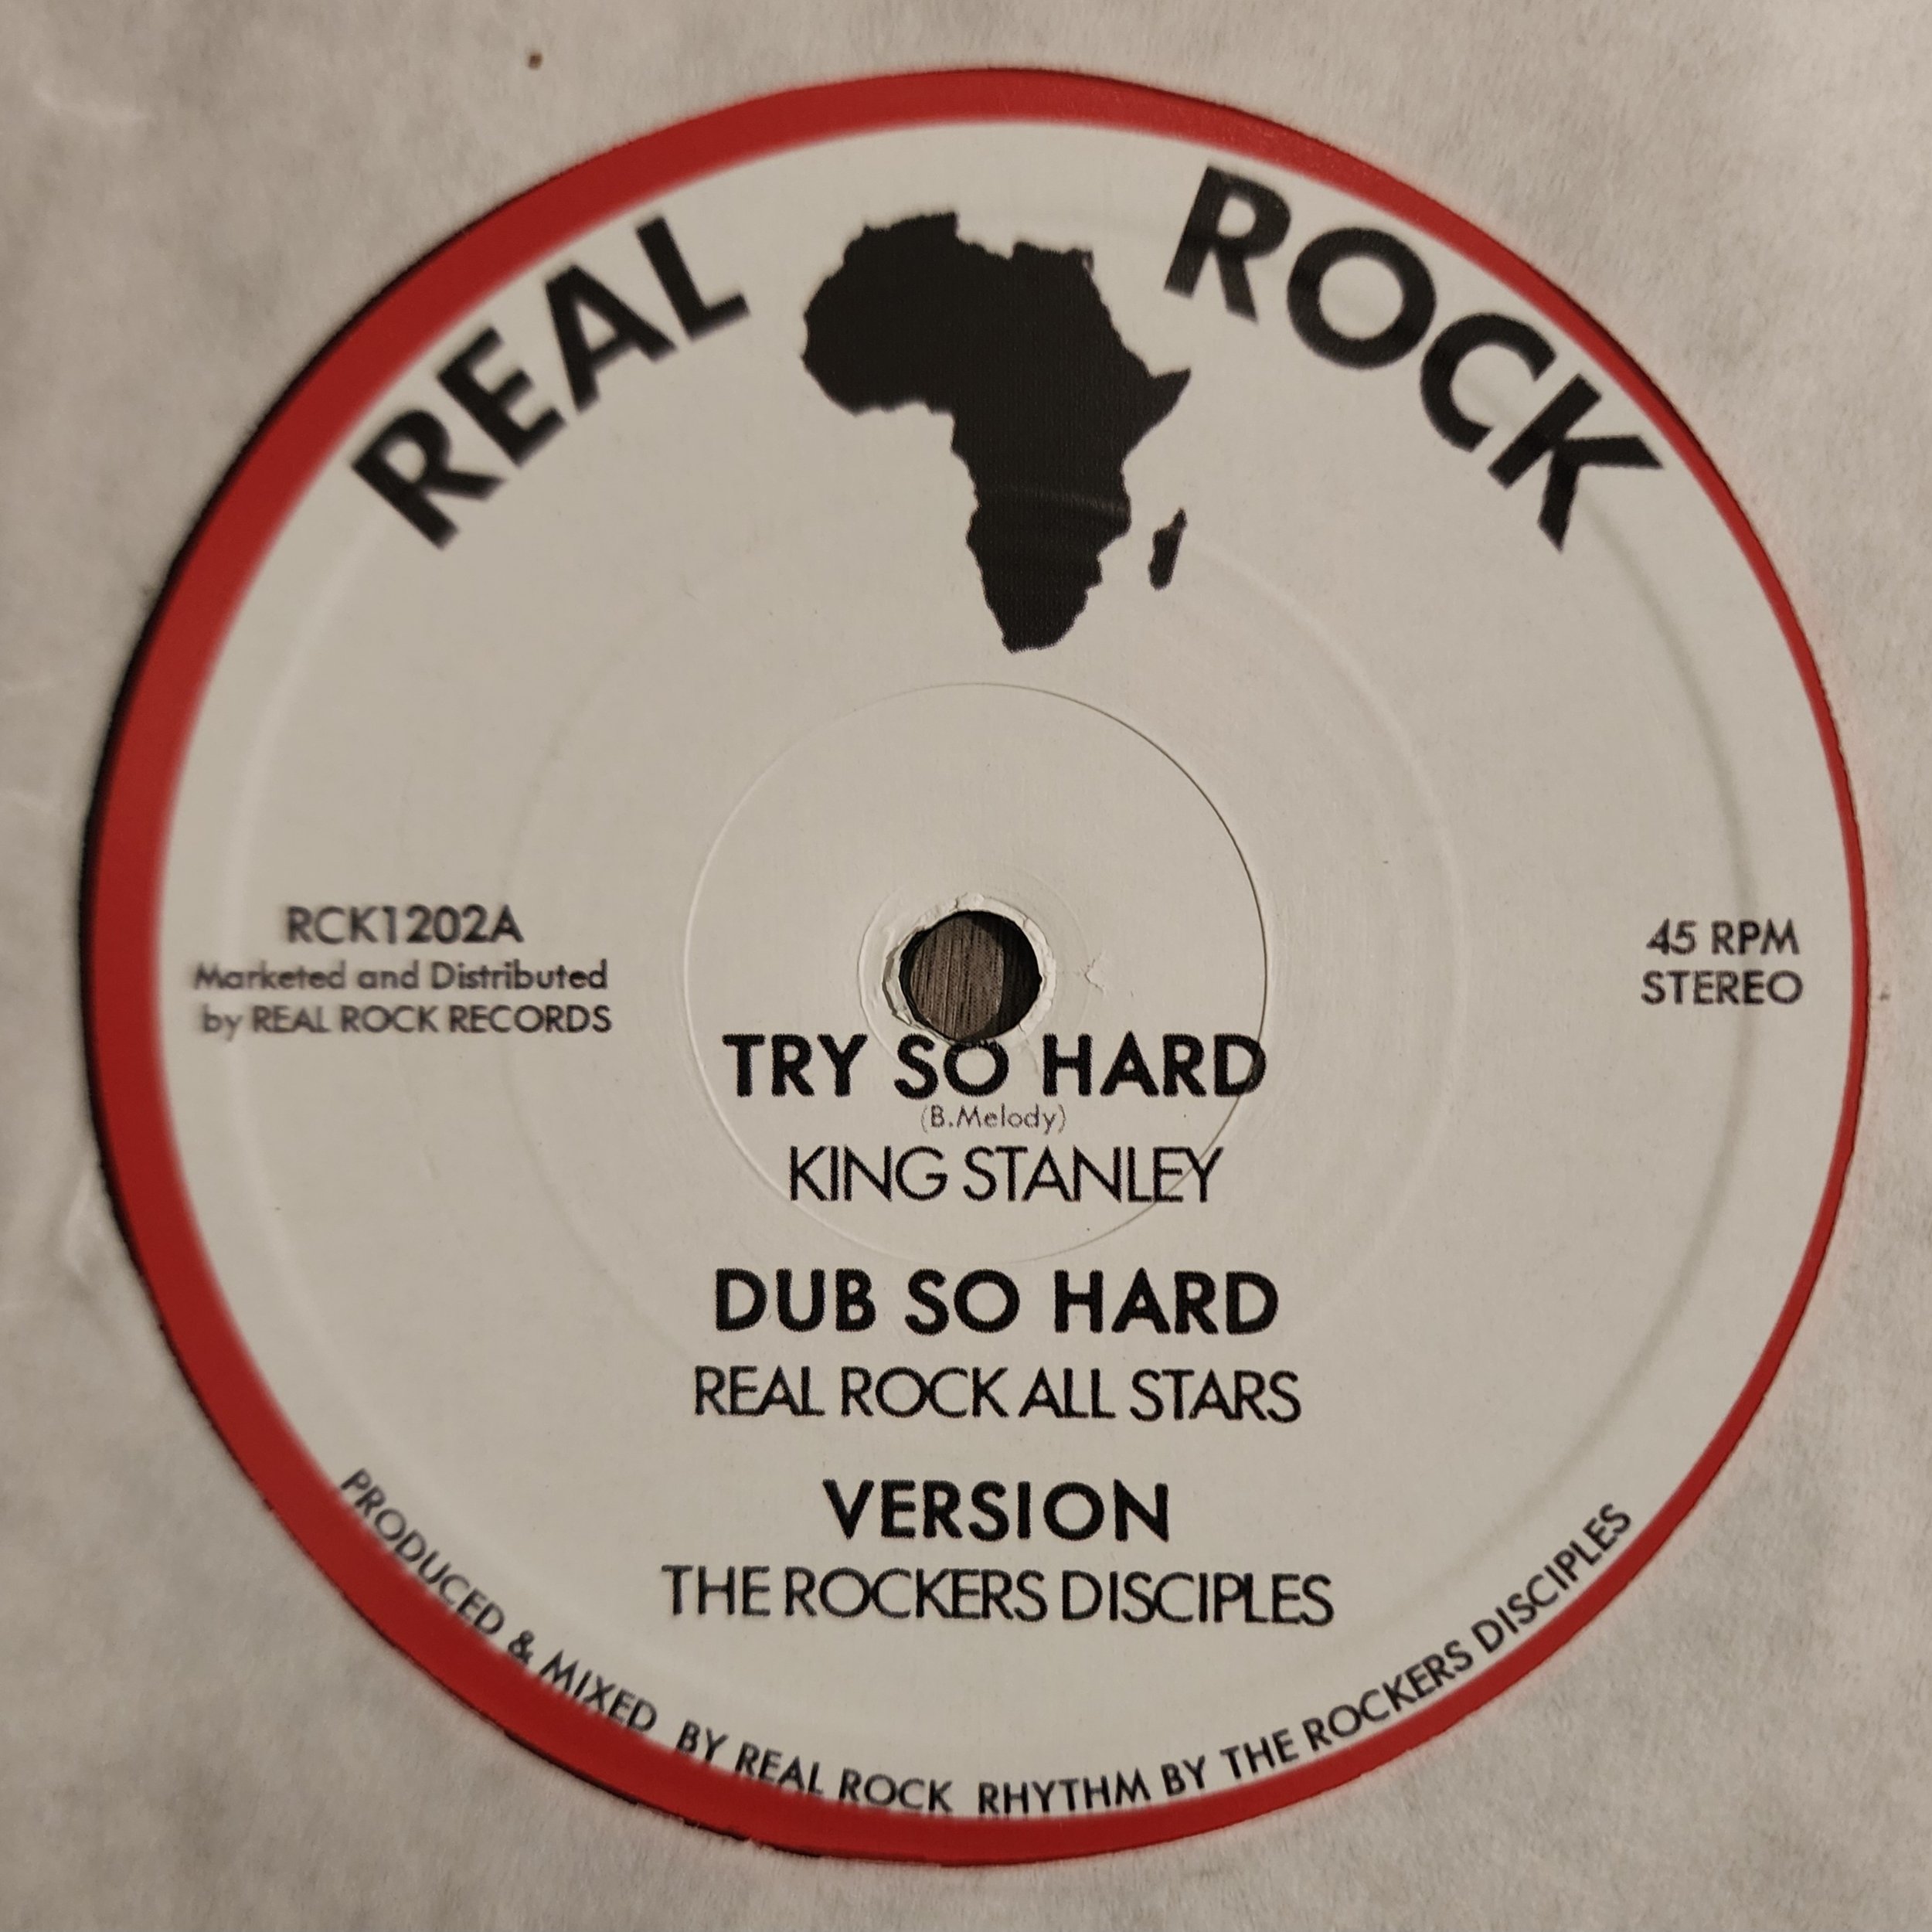 REAL ROCK
RCK1202A
Marketed and Distributed
by REAL ROCK RECORDS
45 RPM
STEREO
TRY SO HARD
(B.Melody)
KING STANLEY
DUB SO HARD
REAL ROCK ALL STARS
VERSION
THE ROCKERS DISCIPLES
PRODUCED & MIXED BY REAL ROCK RHYTHM BY THE ROCKERS DISCIPLES